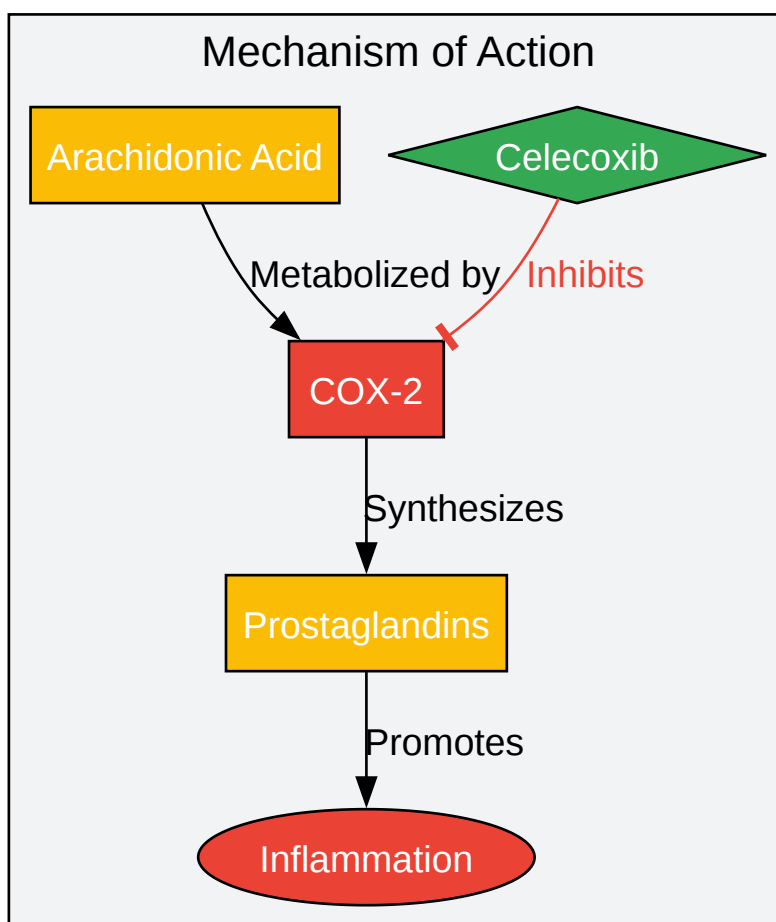 Mechanism of Action
Arachidonic Acid
Celecoxib
Metabolized by
Inhibits
COX-2
Synthesizes
Prostaglandins
Promotes
Inflammation